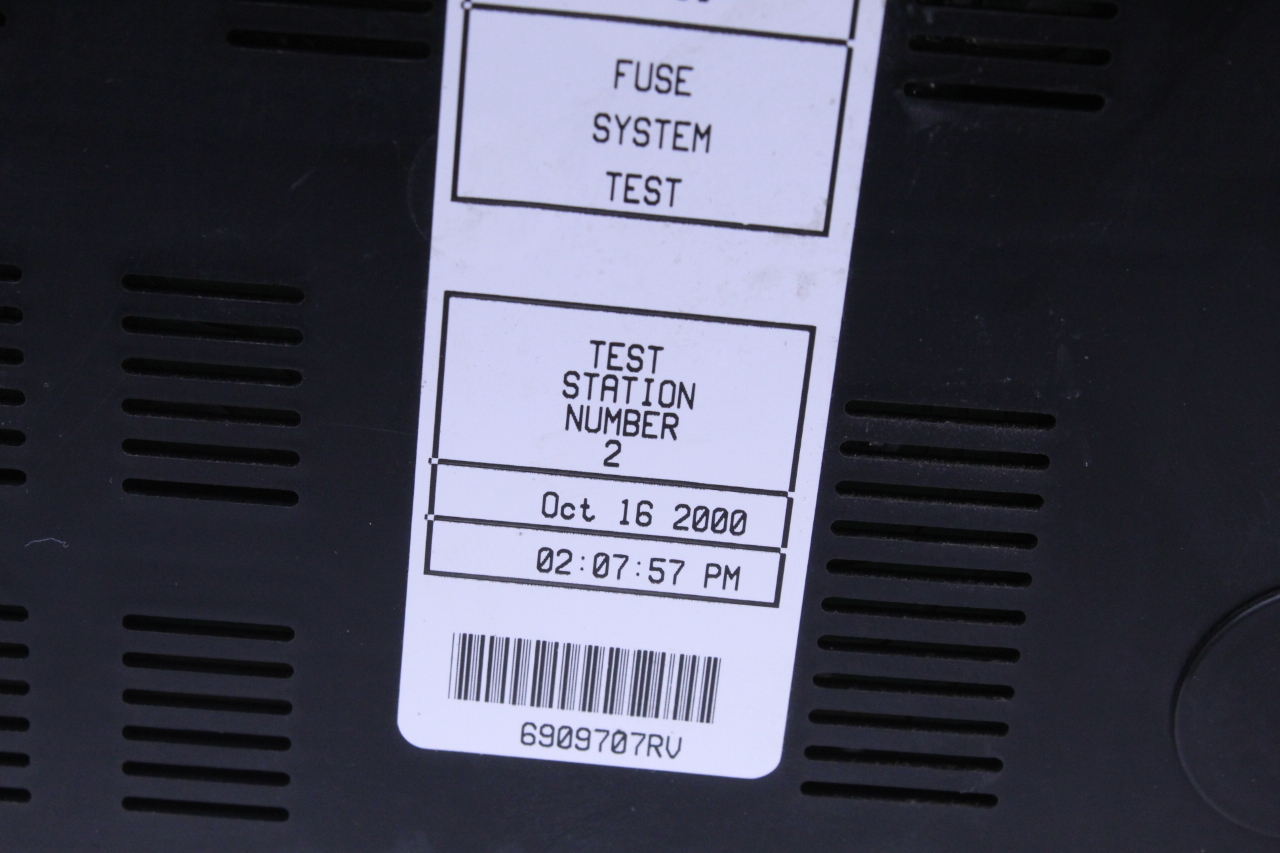 FUSE
SYSTEM
TEST
TEST
STATION
NUMBER
2
Oct 16 2000
02:07:57 PM
6909707RV